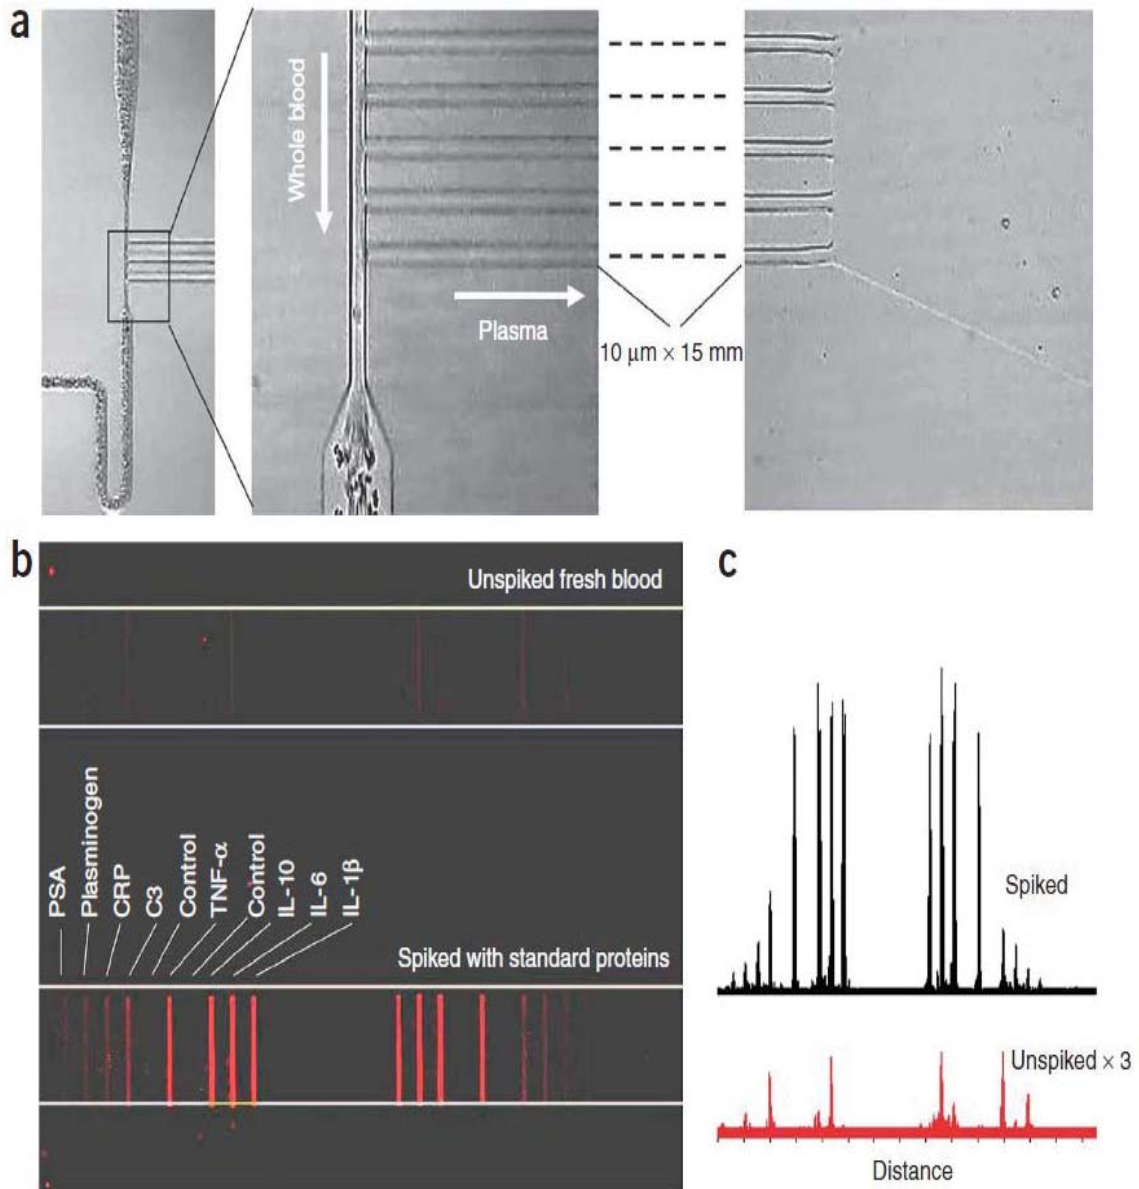 a
Whole blood
Plasma
10 μm × 15 mm
b
Unspiked fresh blood
PSA
Plasminogen
CRP
C3
Control
TNF-α
Control
IL-10
IL-6
IL-1β
Spiked with standard proteins
c
Spiked
Unspiked × 3
Distance